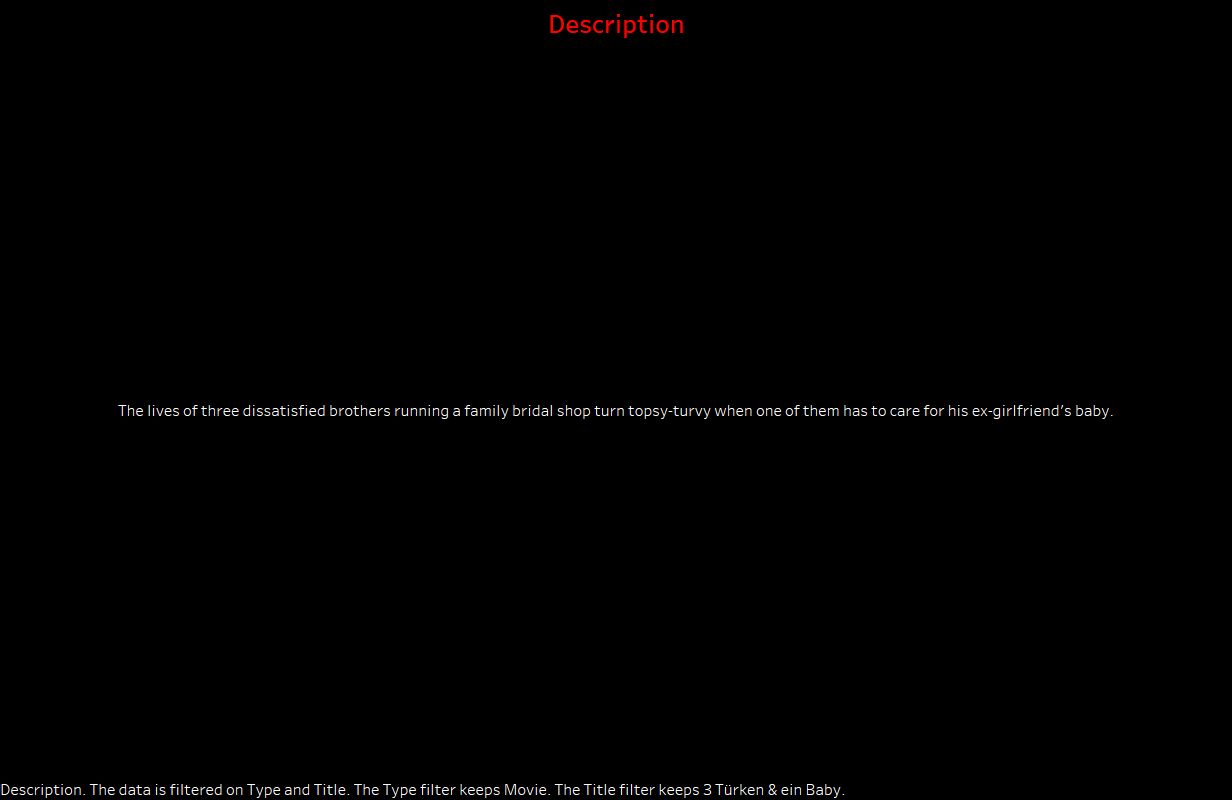 Description
The lives of three dissatisfied brothers running a family bridal shop turn topsy-turvy when one of them has to care for his ex-girlfriend's baby.
Description. The data is filtered on Type and Title. The Type filter keeps Movie. The Title filter keeps 3 Türken & ein Baby.